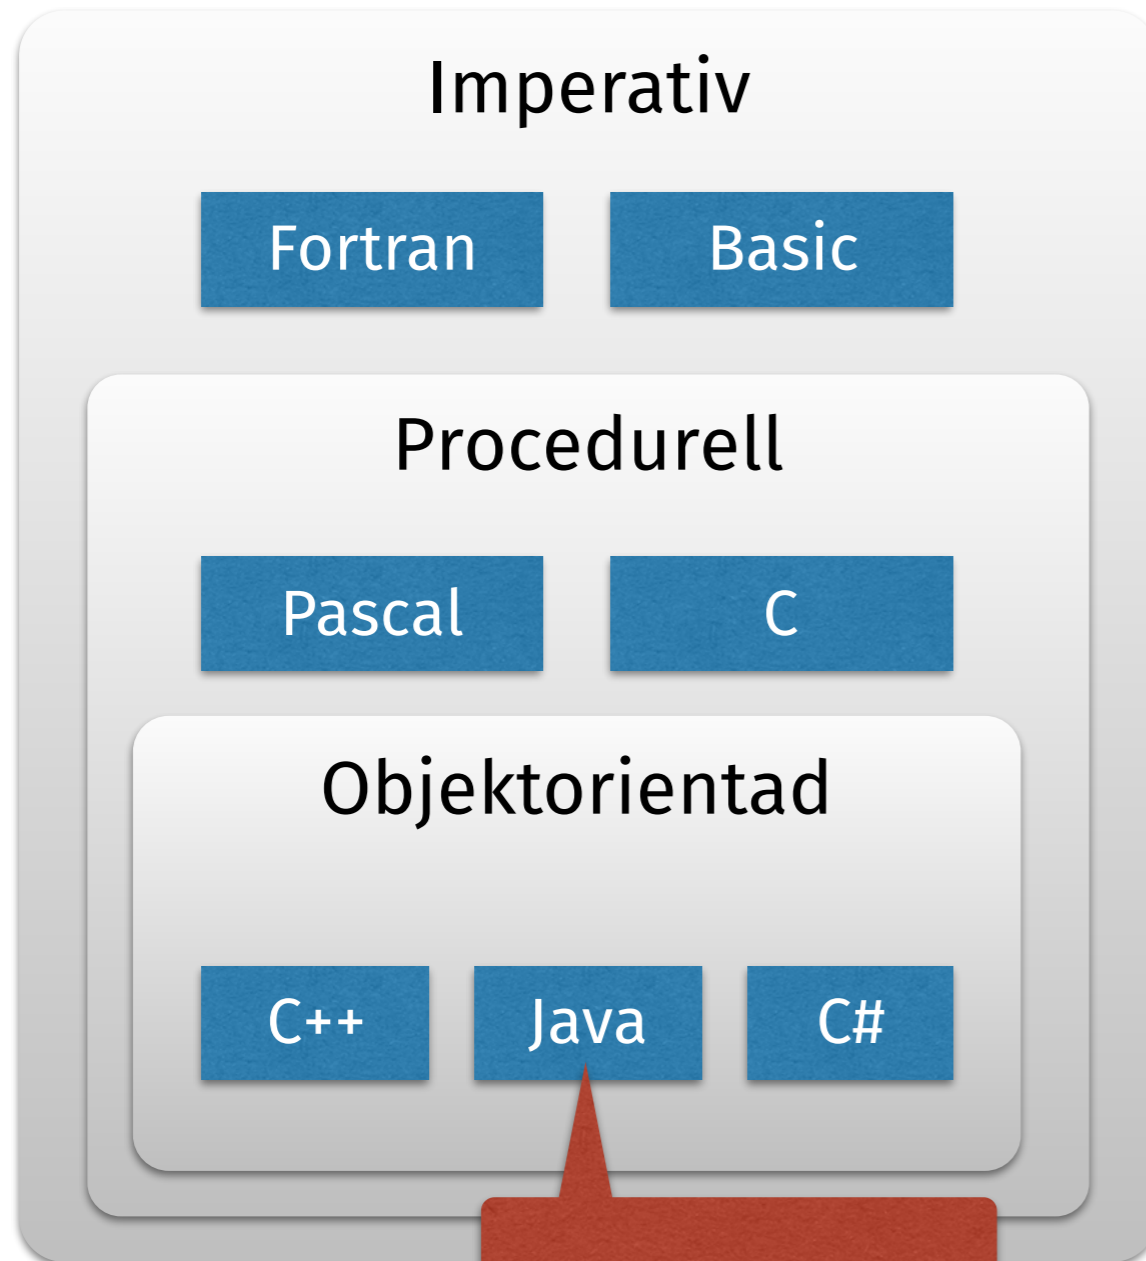 Imperativ
Fortran Basic
Procedurell
Pascal C
Objektorientad
C++ Java C#